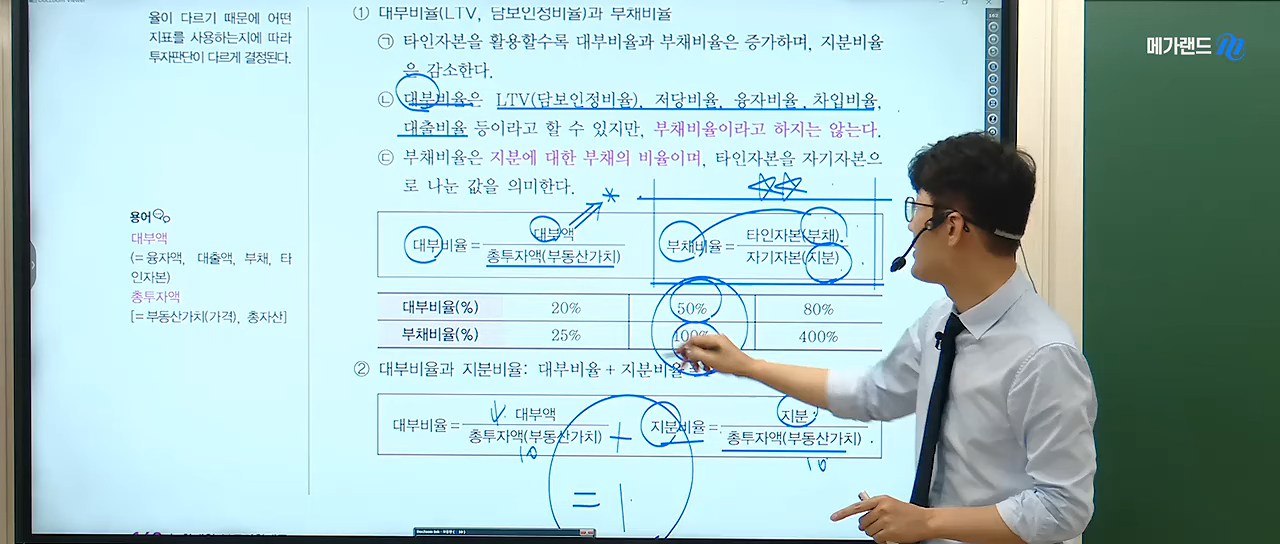 율이 다르기 때문에 어떤
지표를 사용하는지에 따라
투자판단이 다르게 결정된다.
① 대부비율(LTV, 담보인정비율)과 부채비율
㉠ 타인자본을 활용할수록 대부비율과 부채비율은 증가하며, 지분비율
은 감소한다.
㉡ 대부비율은 LTV(담보인정비율), 저당비율, 융자비율, 차입비율,
대출비율 등이라고 할 수 있지만, 부채비율이라고 하지는 않는다.
㉢ 부채비율은 지분에 대한 부채의 비율이며, 타인자본을 자기자본으
로 나눈 값을 의미한다.
용어
대부액
(=융자액, 대출액, 부채, 타
인자본)
총투자액
[=부동산가치(가격), 총자산]
대부비율= 대부액
총투자액(부동산가치)
부채비율= 타인자본(부채)
자기자본(지분)
대부비율(%) 20% 50% 80%
부채비율(%) 25% 100% 400%
② 대부비율과 지분비율: 대부비율+지분비율=
대부비율= 대부액
총투자액(부동산가치)
10
+
지분비율= 지분
총투자액(부동산가치)
10
= 1
메가랜드